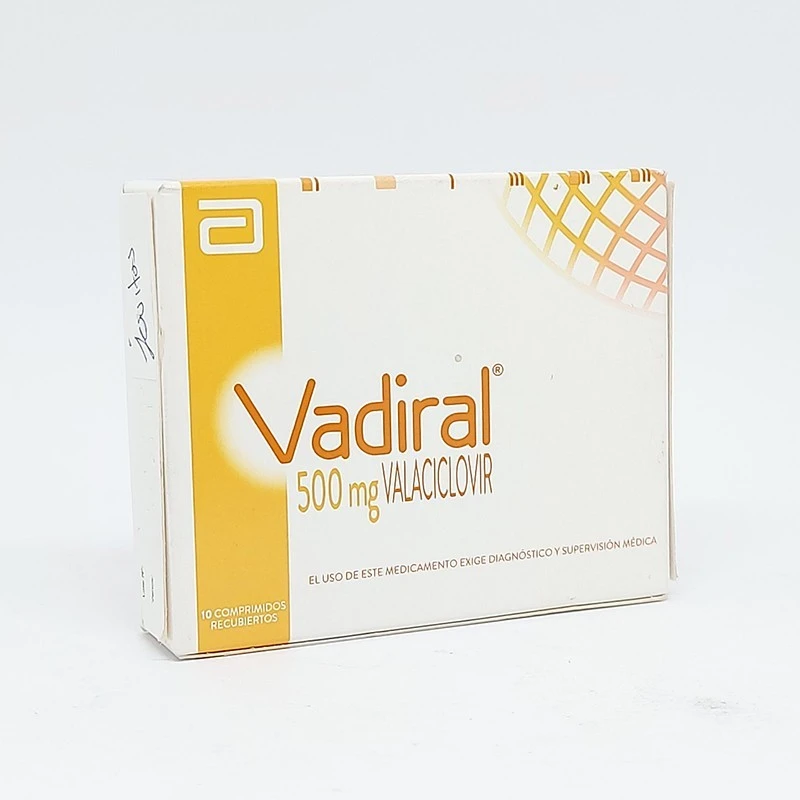 Vadiral®
500 mg VALACICLOVIR
EL USO DE ESTE MEDICAMENTO EXIGE DIAGNÓSTICO Y SUPERVISIÓN MÉDICA
10 COMPRIMIDOS
RECUBIERTOS